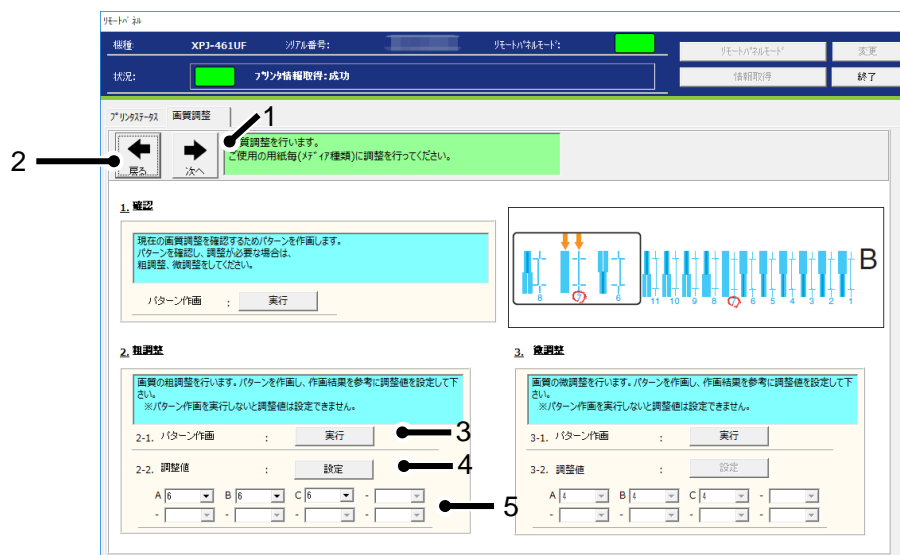 ﾘﾓｰﾄﾊﾟﾈﾙ
機種:
XPJ-461UF
ｼﾘｱﾙ番号:
ﾘﾓｰﾄﾊﾟﾈﾙﾓｰﾄﾞ:
ﾘﾓｰﾄﾊﾟﾈﾙﾓｰﾄﾞ
変更
状況:
ﾌﾟﾘﾝﾀ情報取得:成功
情報取得
終了
ﾌﾟﾘﾝﾀｽﾃｰﾀｽ
画質調整
1
2
戻る
次へ
質調整を行います。
ご使用の用紙毎(ﾒﾃﾞｨｱ種類)に調整を行ってください。
1. 確認
現在の画質調整を確認するためパターンを作画します。
パターンを確認し、調整が必要な場合は、
粗調整、微調整をしてください。
パターン作画 : 実行
B
8 7 6 11 10 9 8 7 6 5 4 3 2 1
2. 粗調整
画質の粗調整を行います。パターンを作画し、作画結果を参考に調整値を設定して下
さい。
※パターン作画を実行しないと調整値は設定できません。
2-1. パターン作画 : 実行
3
2-2. 調整値 : 設定
4
A 6 B 6 C 6 -
- - - -
5
3. 微調整
画質の微調整を行います。パターンを作画し、作画結果を参考に調整値を設定して下
さい。
※パターン作画を実行しないと調整値は設定できません。
3-1. パターン作画 : 実行
3-2. 調整値 : 設定
A 4 B 4 C 4 -
- - - -